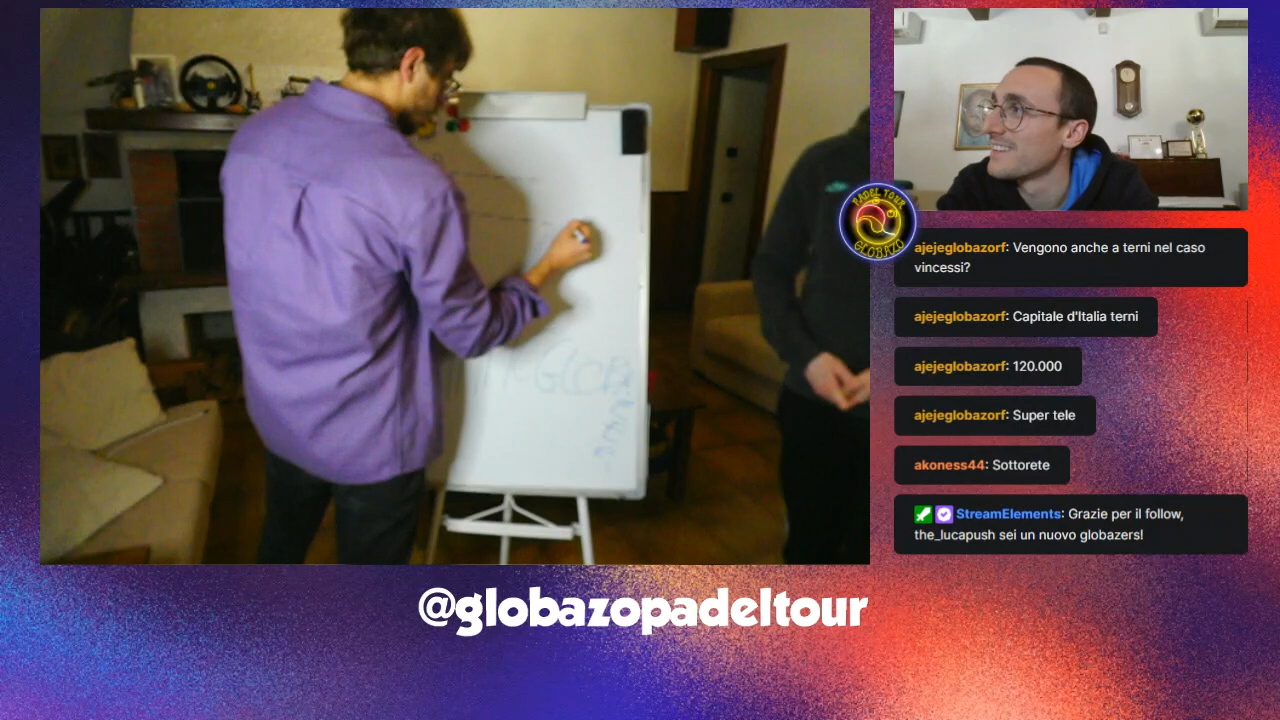 PADEL TOUR
GLOBAZO
ajejeglobazorf: Vengono anche a terni nel caso
vincessi?
ajejeglobazorf: Capitale d'Italia terni
ajejeglobazorf: 120.000
ajejeglobazorf: Super tele
akoness44: Sottorete
StreamElements: Grazie per il follow,
the_lucapush sei un nuovo globazers!
@globazopadeltour